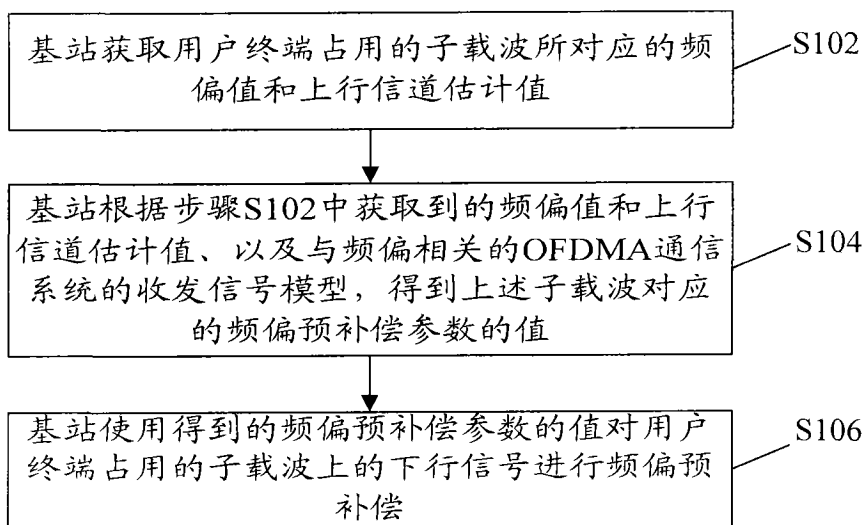 基站获取用户终端占用的子载波所对应的频
偏值和上行信道估计值
S102
基站根据步骤S102中获取到的频偏值和上行
信道估计值、以及与频偏相关的OFDMA通信
系统的收发信号模型，得到上述子载波对应
的频偏预补偿参数的值
S104
基站使用得到的频偏预补偿参数的值对用户
终端占用的子载波上的下行信号进行频偏预
补偿
S106